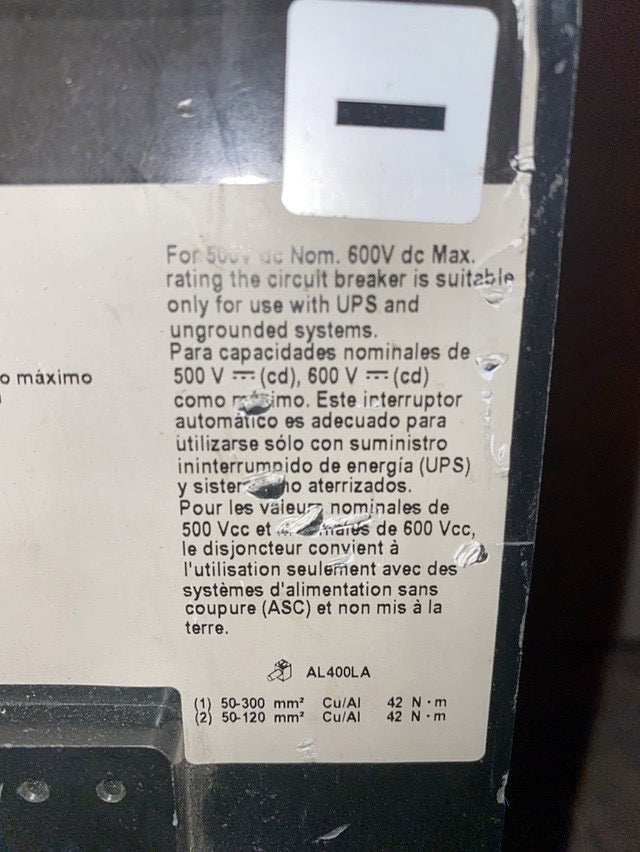 For 500V dc Nom. 600V dc Max.
rating the circuit breaker is suitable
only for use with UPS and
ungrounded systems.
Para capacidades nominales de
500 V ⎓ (cd), 600 V ⎓ (cd)
como máximo. Este interruptor
automático es adecuado para
utilizarse sólo con suministro
ininterrumpido de energía (UPS)
y no aterrizados.
Pour les valeurs nominales de
500 Vcc et de 600 Vcc,
le disjoncteur convient à
l'utilisation seulement avec des
systèmes d'alimentation sans
coupure (ASC) et non mis à la
terre.
o máximo
AL400LA
(1) 50-300 mm² Cu/Al 42 N·m
(2) 50-120 mm² Cu/Al 42 N·m